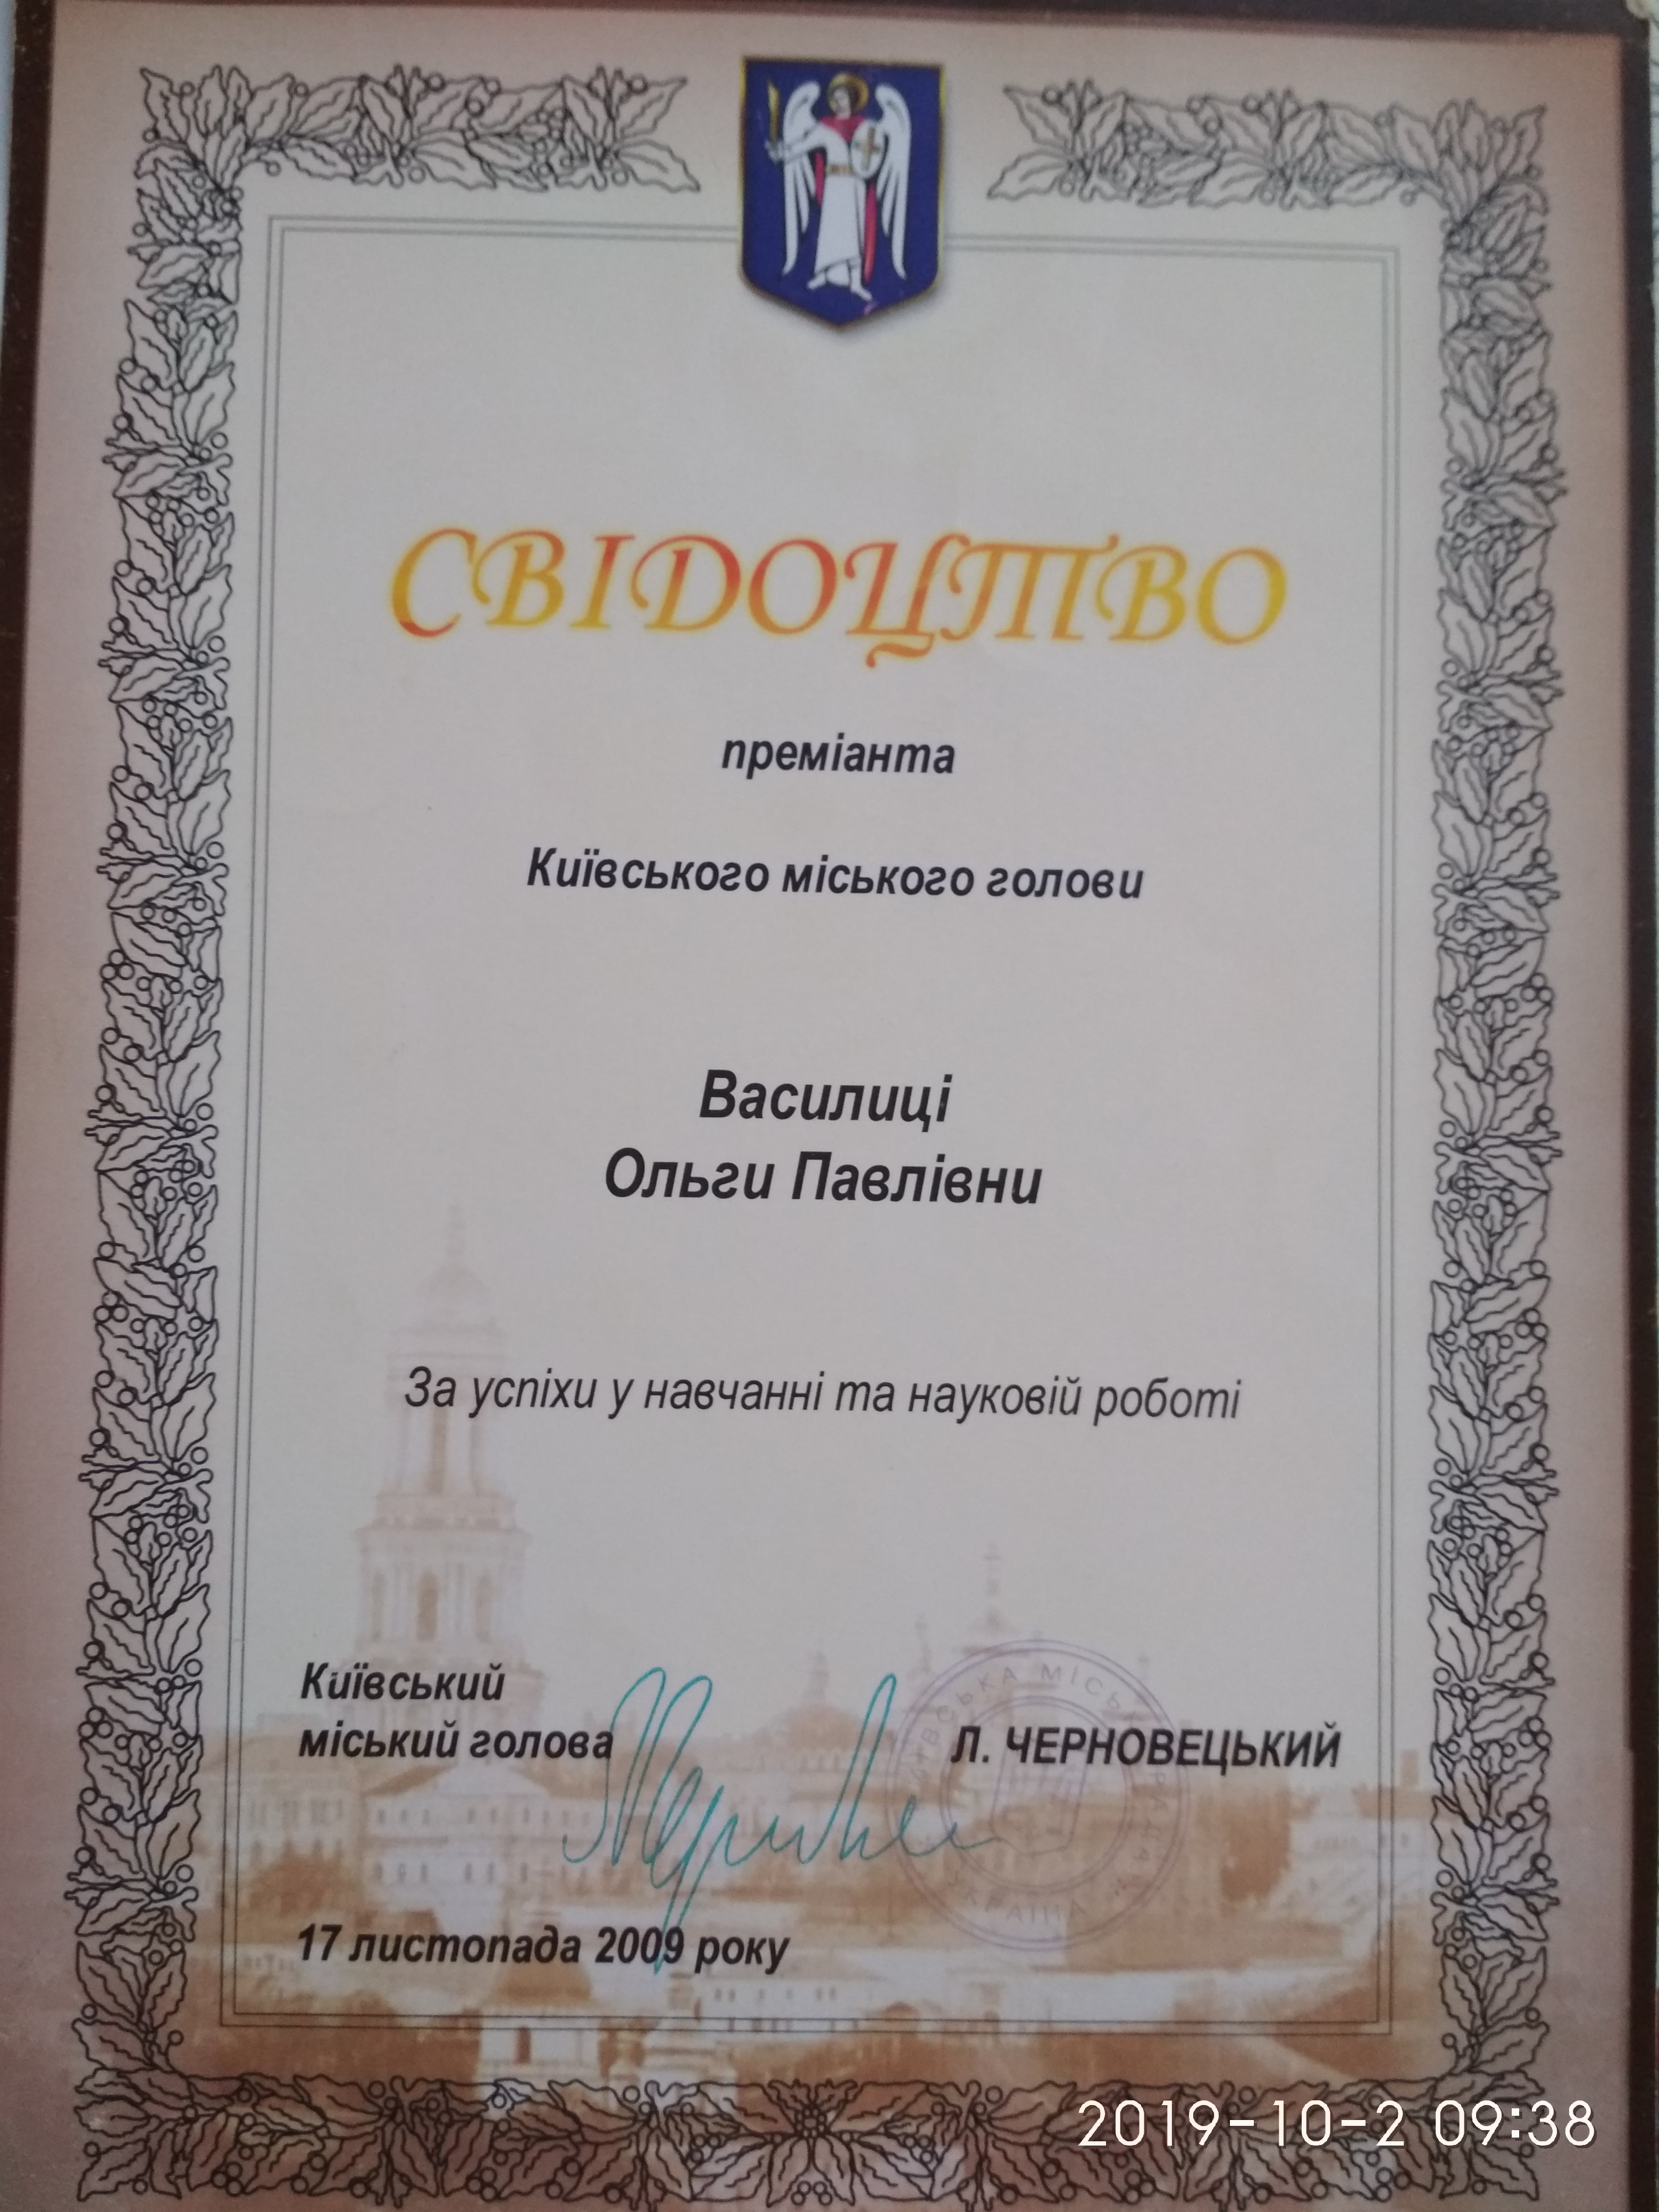 СВІДОЦТВО
преміанта
Київського міського голови
Василиці
Ольги Павлівни
За успіхи у навчанні та науковій роботі
Київський
міський голова
Л. ЧЕРНОВЕЦЬКИЙ
17 листопада 2009 року
УКРАЇНА
2019-10-2 09:38